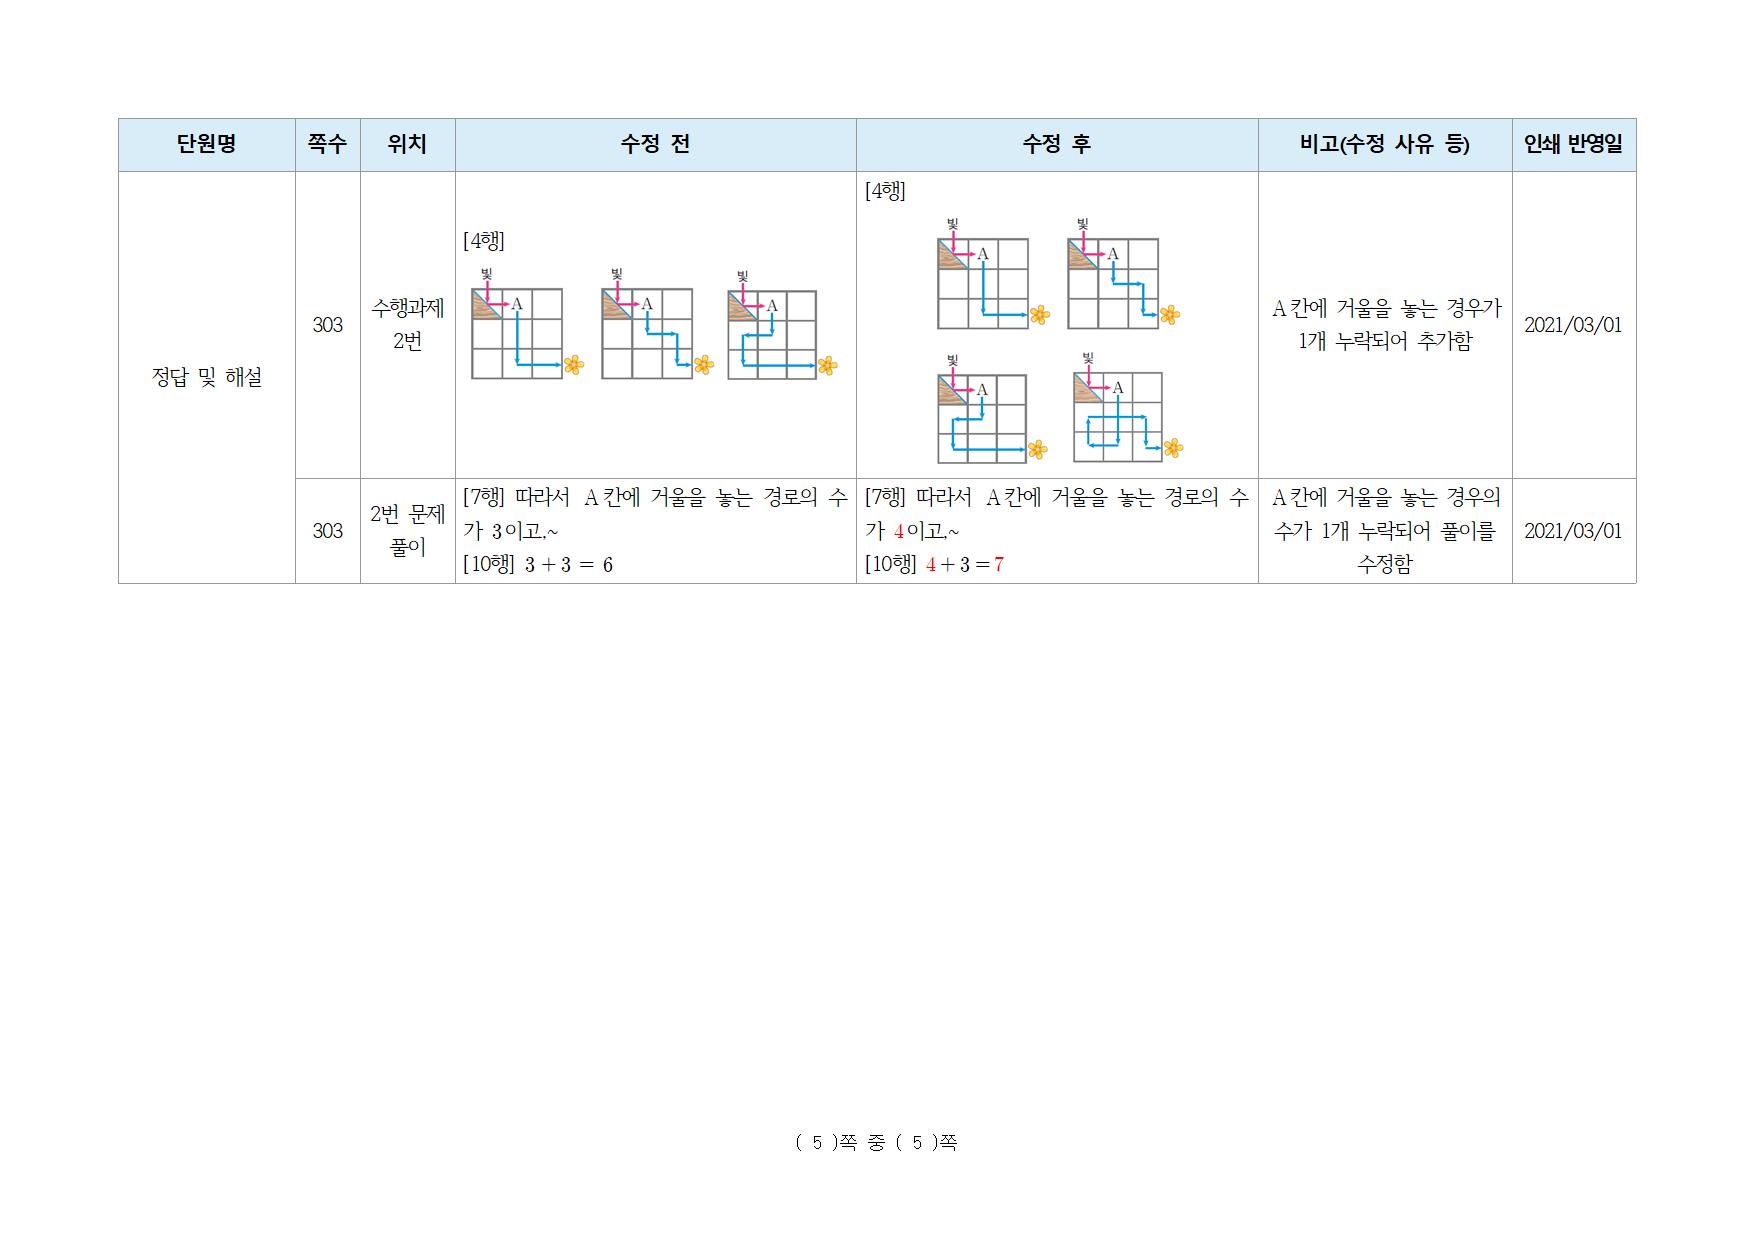 단원명 쪽수 위치 수정 전 수정 후 비고(수정 사유 등) 인쇄 반영일
정답 및 해설
303
수행과제
2번
[4행]
빛 빛 빛
A A A
[4행]
빛 빛
A A
빛 빛
A A
A칸에 거울을 놓는 경우가
1개 누락되어 추가함
2021/03/01
303
2번 문제
풀이
[7행] 따라서 A칸에 거울을 놓는 경로의 수
가 3이고,~
[10행] 3 + 3 = 6
[7행] 따라서 A칸에 거울을 놓는 경로의 수
가 4이고,~
[10행] 4 + 3 = 7
A칸에 거울을 놓는 경우의
수가 1개 누락되어 풀이를
수정함
2021/03/01
( 5 )쪽 중 ( 5 )쪽